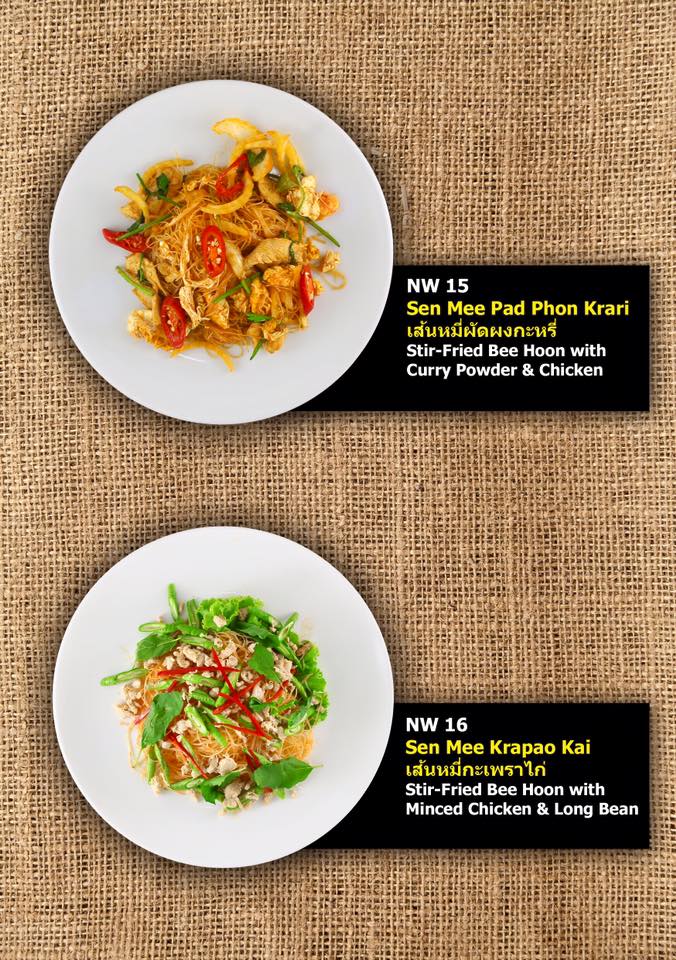 NW 15
Sen Mee Pad Phon Krari
เส้นหมี่ผัดผงกะหรี่
Stir-Fried Bee Hoon with
Curry Powder & Chicken
NW 16
Sen Mee Krapao Kai
เส้นหมี่กะเพราไก่
Stir-Fried Bee Hoon with
Minced Chicken & Long Bean